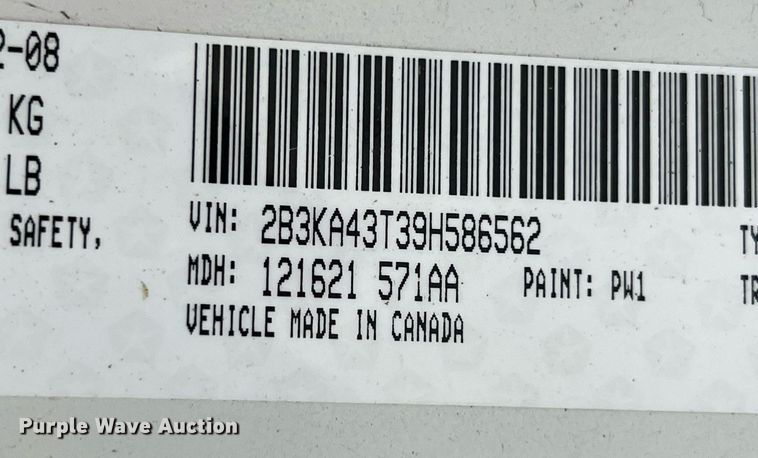 2-08
KG
LB
SAFETY,
VIN: 2B3KA43T39H586562
TY
MDH: 121621 571AA PAINT: PW1
TR
VEHICLE MADE IN CANADA
Purple Wave Auction